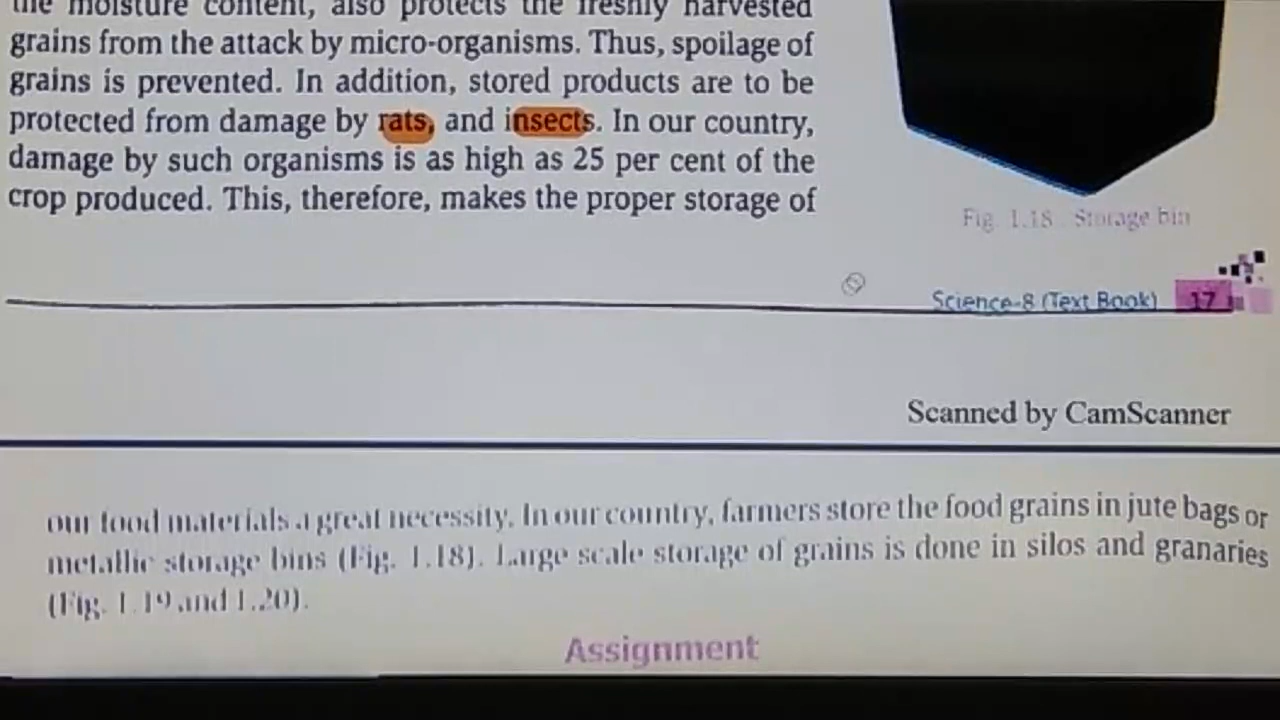 the moisture content, also protects the freshly harvested
grains from the attack by micro-organisms. Thus, spoilage of
grains is prevented. In addition, stored products are to be
protected from damage by rats, and insects. In our country,
damage by such organisms is as high as 25 per cent of the
crop produced. This, therefore, makes the proper storage of
Fig. 1.18 Storage bin
Science-8 (Text Book) 17
Scanned by CamScanner
our food materials a great necessity. In our country, farmers store the food grains in jute bags or
metallic storage bins (Fig. 1.18). Large scale storage of grains is done in silos and granaries
(Fig. 1.19 and 1.20).
Assignment